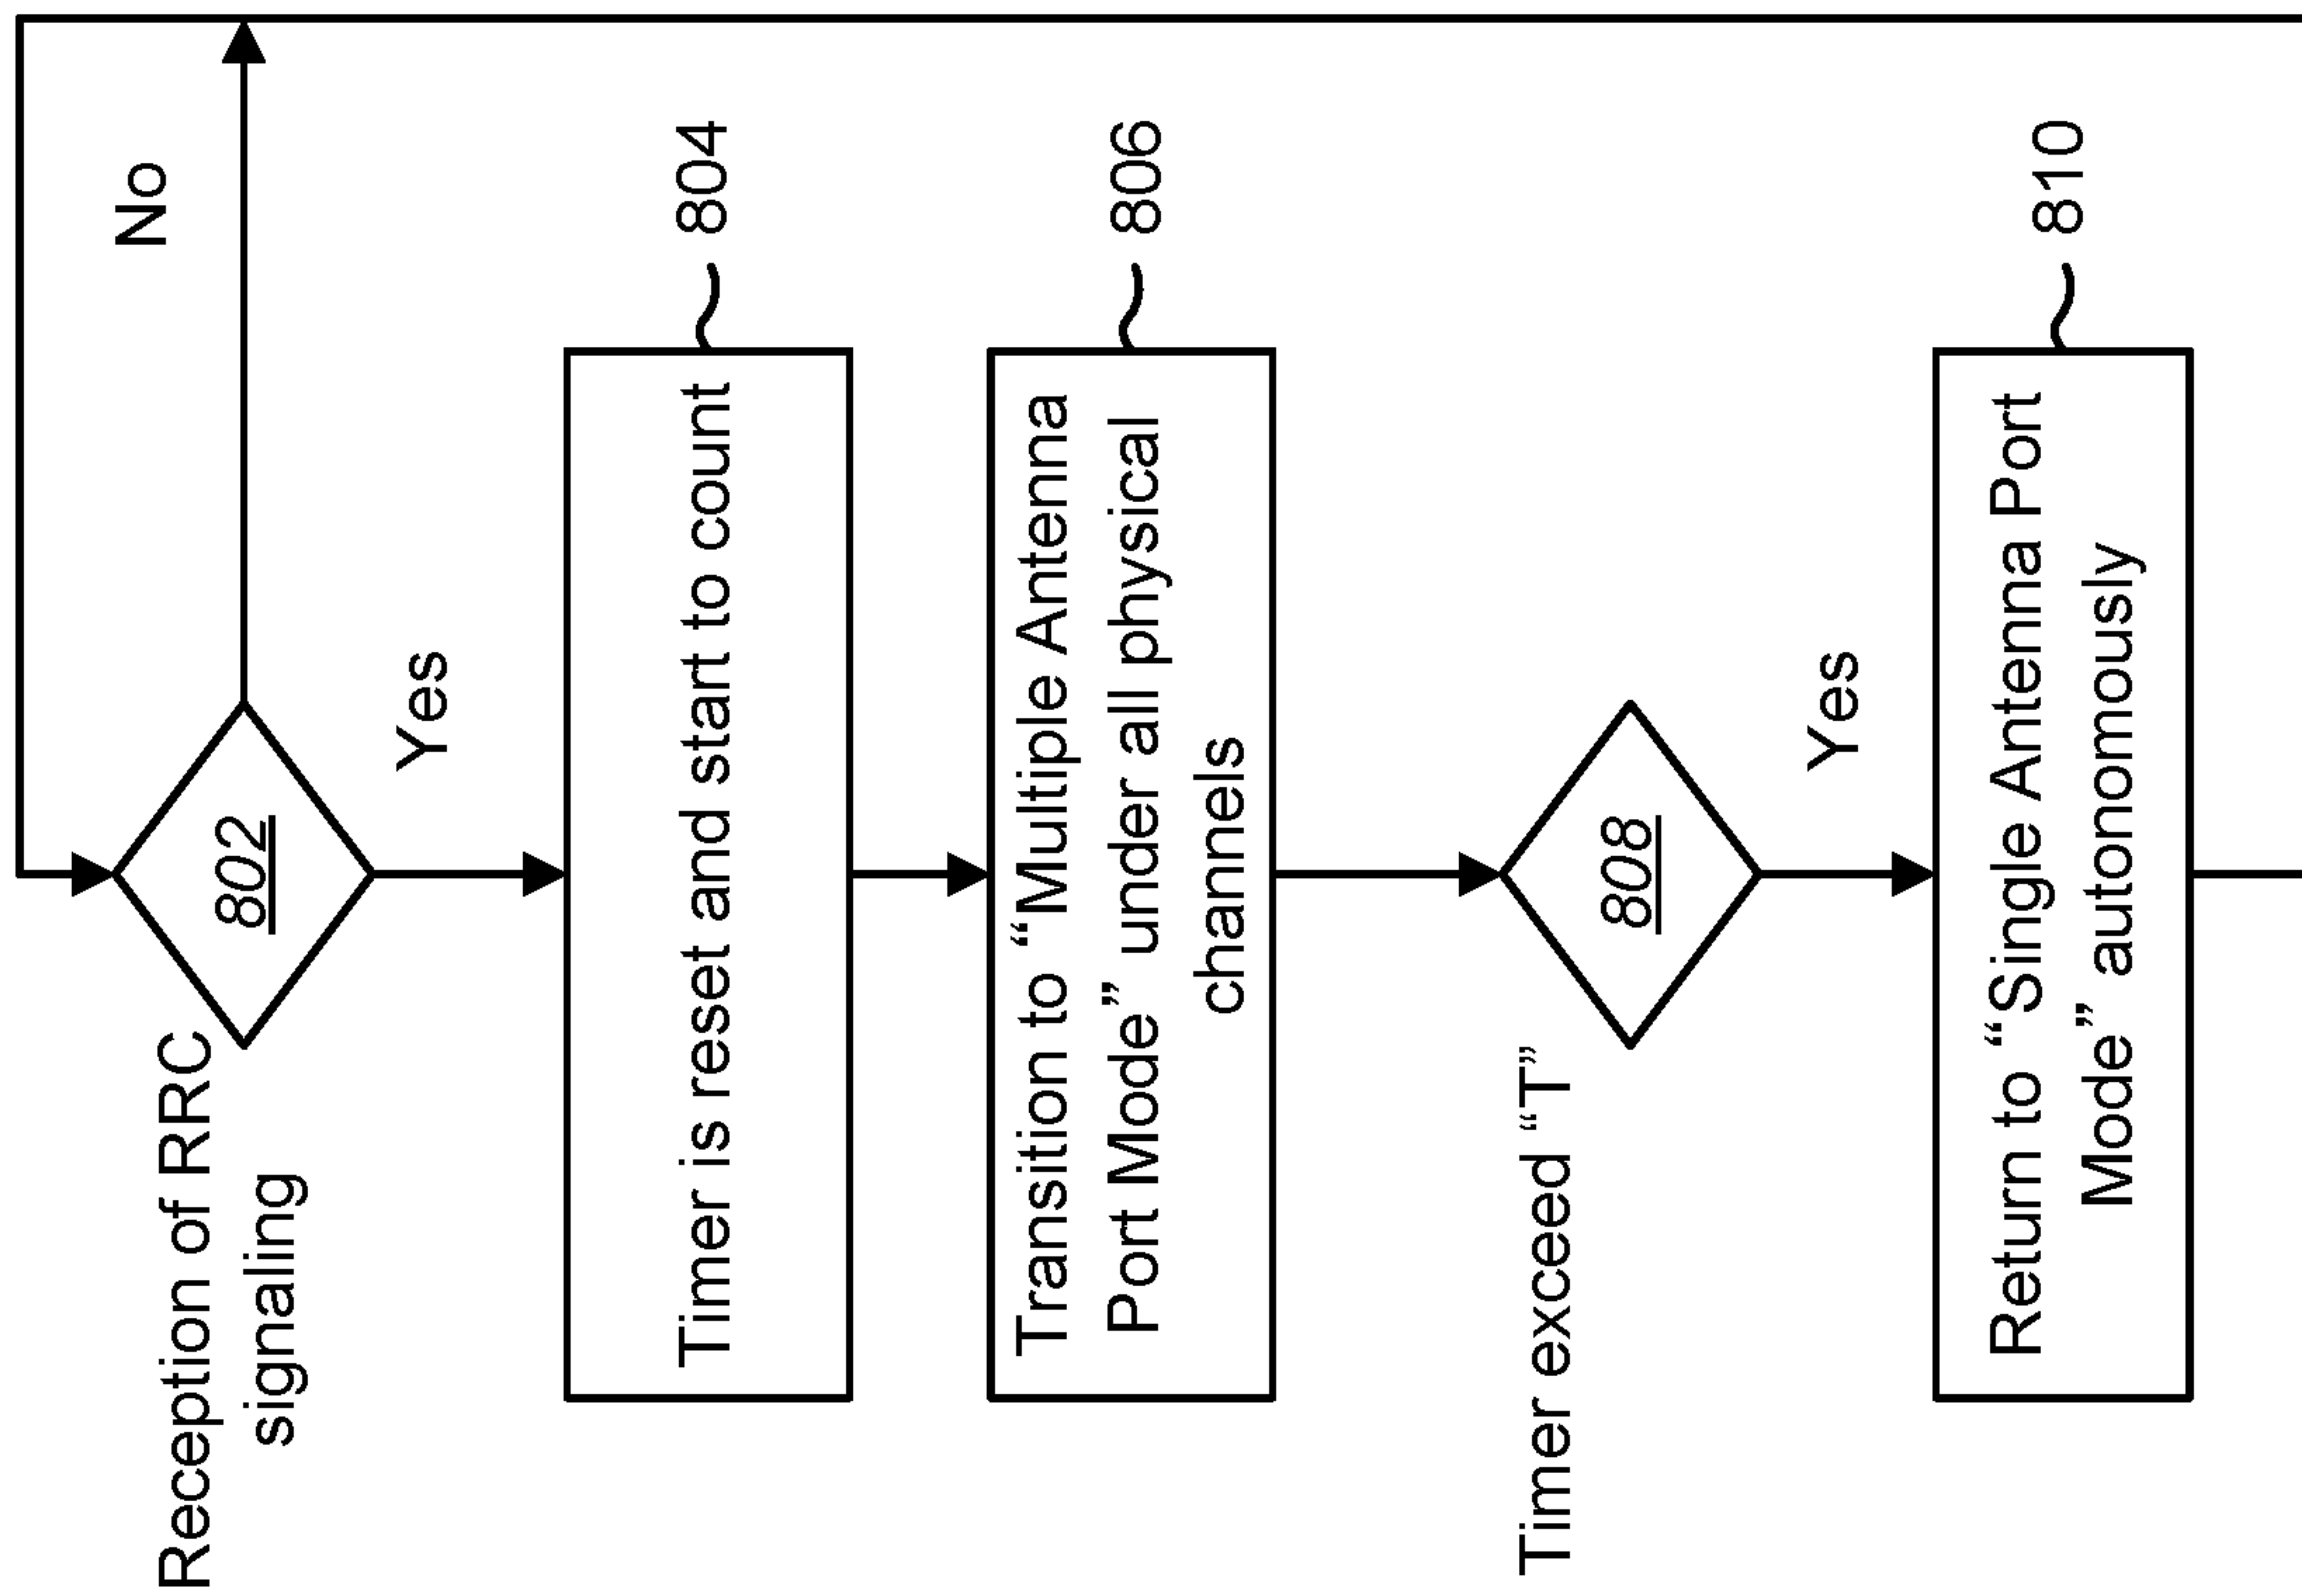 Reception of RRC
signaling
802
No
Yes
Timer is reset and start to count
804
Transition to “Multiple Antenna
Port Mode” under all physical
channels
806
Timer exceed “T”
808
Yes
Return to “Single Antenna Port
Mode” autonomously
810